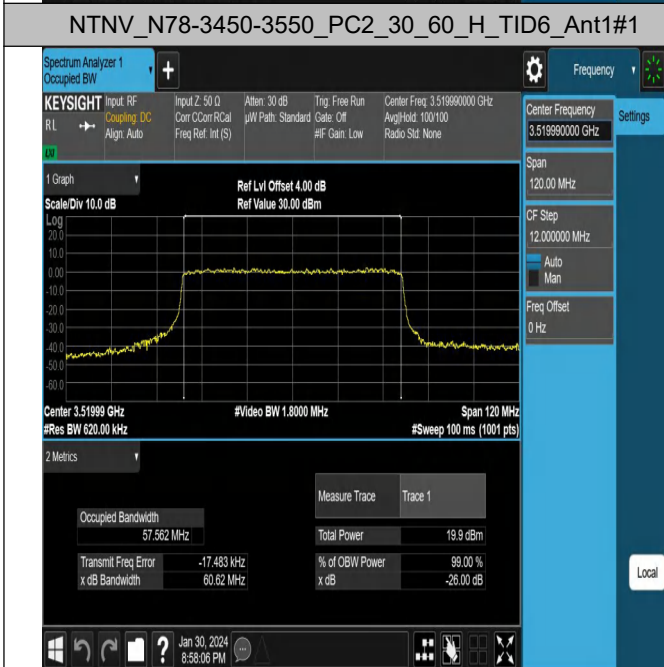 NTNV_N78-3450-3550_PC2_30_60_H_TID6_Ant1#1
Spectrum Analyzer 1
Occupied BW
+
Frequency
KEYSIGHT
RL
Input: RF
Coupling: DC
Align: Auto
Input Z: 50 Ω
Corr CCorr RCal
Freq Ref: Int (S)
Atten: 30 dB
µW Path: Standard
Trig: Free Run
Gate: Off
#IF Gain: Low
Center Freq: 3.519990000 GHz
Avg|Hold: 100/100
Radio Std: None
Center Frequency
3.519990000 GHz
Settings
Span
120.00 MHz
CF Step
12.000000 MHz
Auto
Man
Freq Offset
0 Hz
1 Graph
Scale/Div 10.0 dB
Ref Lvl Offset 4.00 dB
Ref Value 30.00 dBm
Log
20.0
10.0
0.00
-10.0
-20.0
-30.0
-40.0
-50.0
-60.0
Center 3.51999 GHz
#Res BW 620.00 kHz
#Video BW 1.8000 MHz
Span 120 MHz
#Sweep 100 ms (1001 pts)
2 Metrics
Occupied Bandwidth
57.562 MHz
Transmit Freq Error -17.483 kHz
x dB Bandwidth 60.62 MHz
Measure Trace Trace 1
Total Power 19.9 dBm
% of OBW Power 99.00 %
x dB -26.00 dB
Local
?
Jan 30, 2024
8:58:06 PM